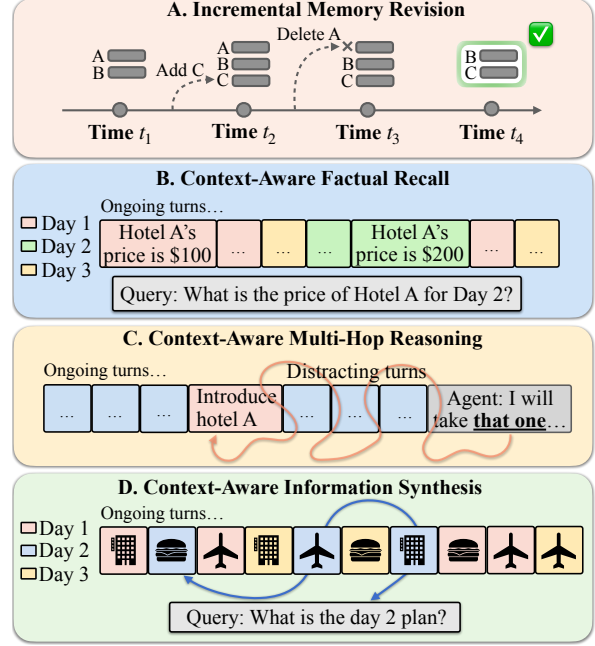 A. Incremental Memory Revision
A
B
Add C
A
B
C
Delete A
B
C
B
C
Time t1
Time t2
Time t3
Time t4
B. Context-Aware Factual Recall
Ongoing turns…
Day 1
Day 2
Day 3
Hotel A's
price is $100
…
…
…
Hotel A's
price is $200
…
…
Query: What is the price of Hotel A for Day 2?
C. Context-Aware Multi-Hop Reasoning
Ongoing turns…
Distracting turns
…
…
…
Introduce
hotel A
…
…
…
Agent: I will
take that one…
D. Context-Aware Information Synthesis
Ongoing turns…
Day 1
Day 2
Day 3
Query: What is the day 2 plan?